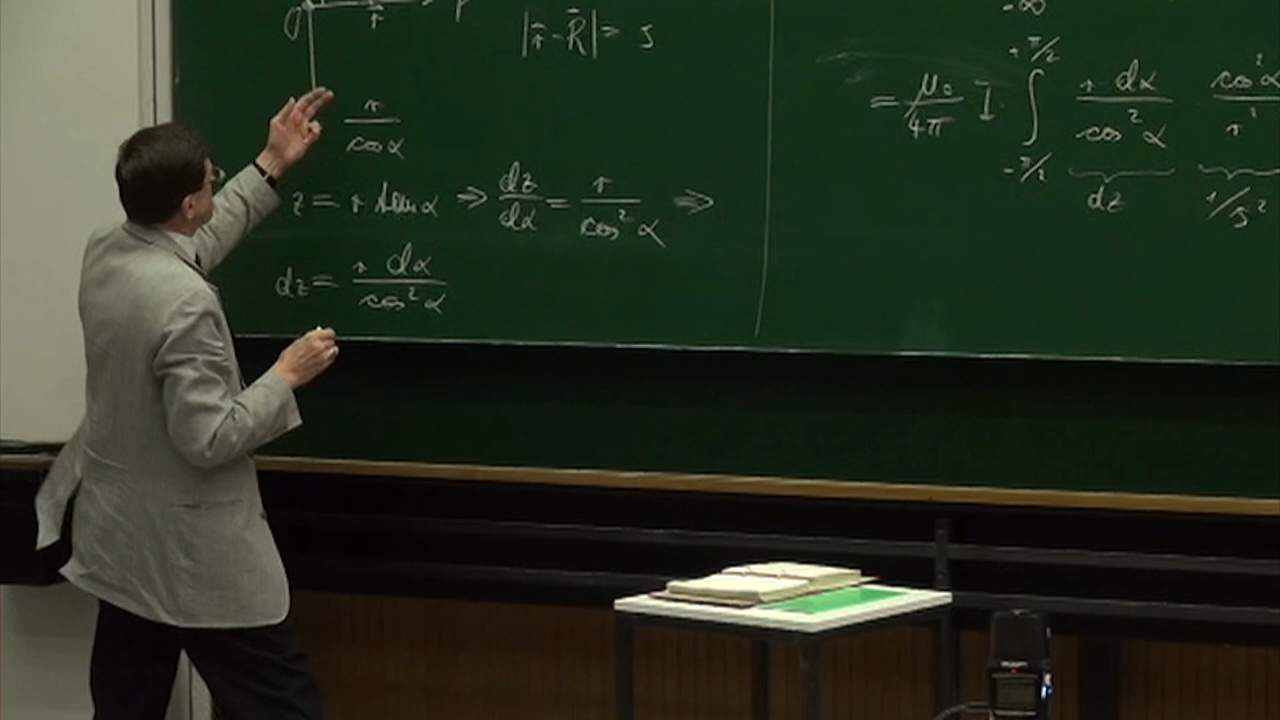 |r⃗ - R⃗| = s
r / cos α
z = r tan α ⇒ dz/dα = r / cos² α ⇒
dz = r dα / cos² α
-∞
= μ₀/4π I ∫ r dα / cos² α cos² α / r²
+π/2
-π/2
dz 1/s²